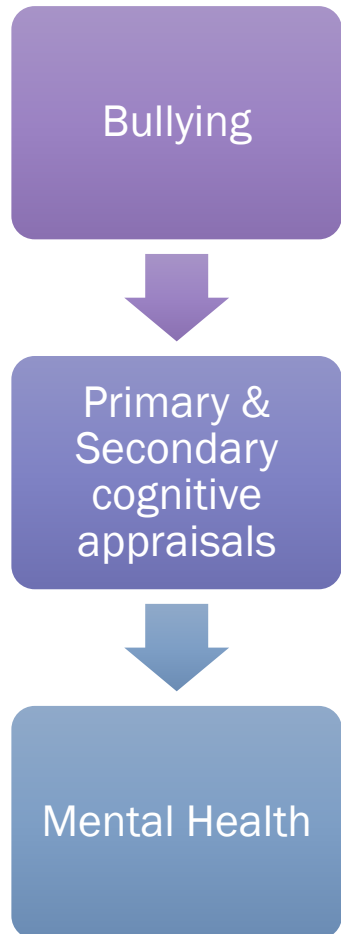 Bullying
Primary &
Secondary
cognitive
appraisals
Mental Health